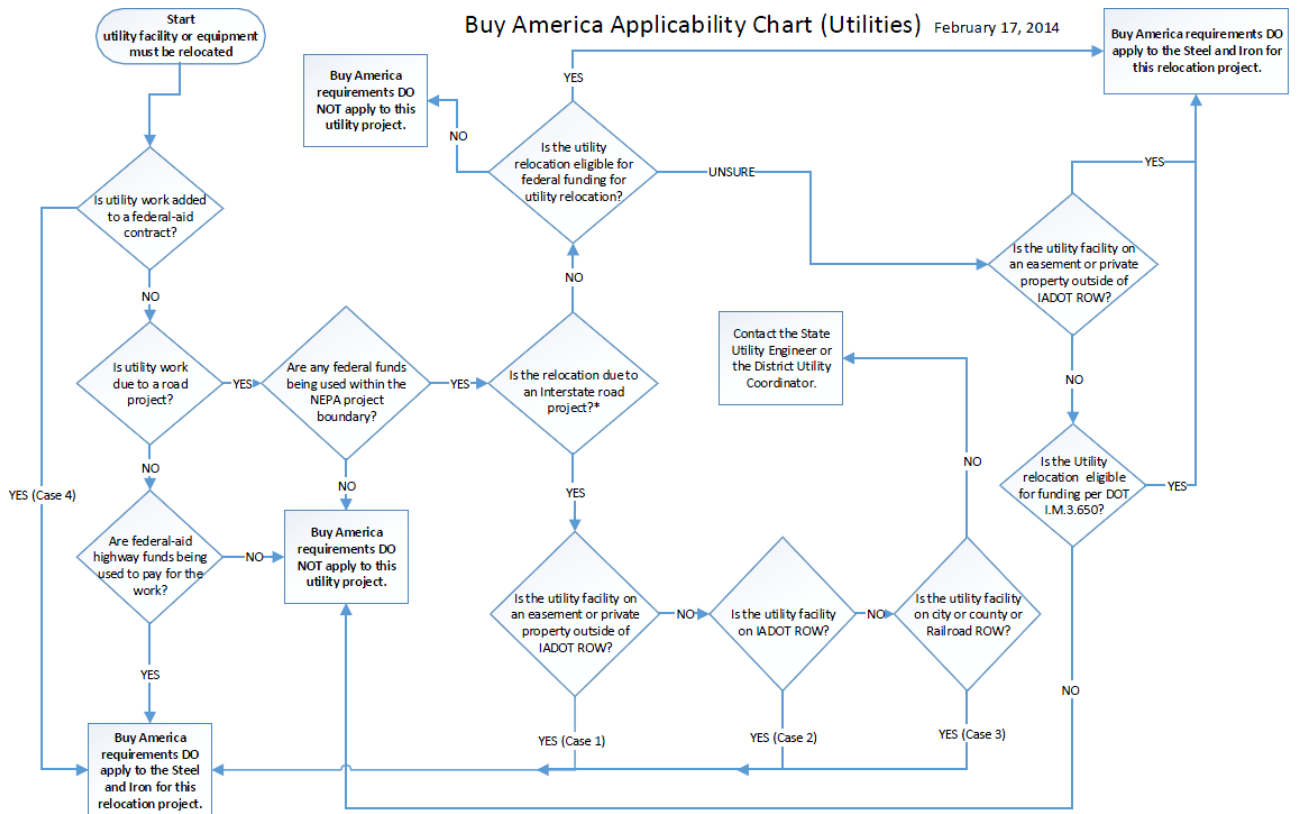 Buy America Applicability Chart (Utilities) February 17, 2014
Start
utility facility or equipment
must be relocated
Buy America
requirements DO
NOT apply to this
utility project.
YES
Buy America requirements DO
apply to the Steel and Iron for
this relocation project.
NO
Is the utility
relocation eligible for
federal funding for
utility relocation?
UNSURE
YES
Is utility work added
to a federal-aid
contract?
Is the utility facility on
an easement or private
property outside of
IADOT ROW?
NO
NO
Contact the State
Utility Engineer or
the District Utility
Coordinator.
Is utility work
due to a road
project?
YES
Are any federal funds
being used within the
NEPA project
boundary?
YES
Is the relocation due to
an Interstate road
project?*
NO
NO
NO
YES
NO
Is the Utility
relocation eligible
for funding per DOT
I.M.3.650?
YES
YES (Case 4)
Are federal-aid
highway funds being
used to pay for the
work?
NO
Buy America
requirements DO
NOT apply to this
utility project.
Is the utility facility on
an easement or private
property outside of
IADOT ROW?
NO
Is the utility facility
on IADOT ROW?
NO
Is the utility facility
on city or county or
Railroad ROW?
YES
NO
YES (Case 1)
YES (Case 2)
YES (Case 3)
Buy America
requirements DO
apply to the Steel
and Iron for this
relocation project.